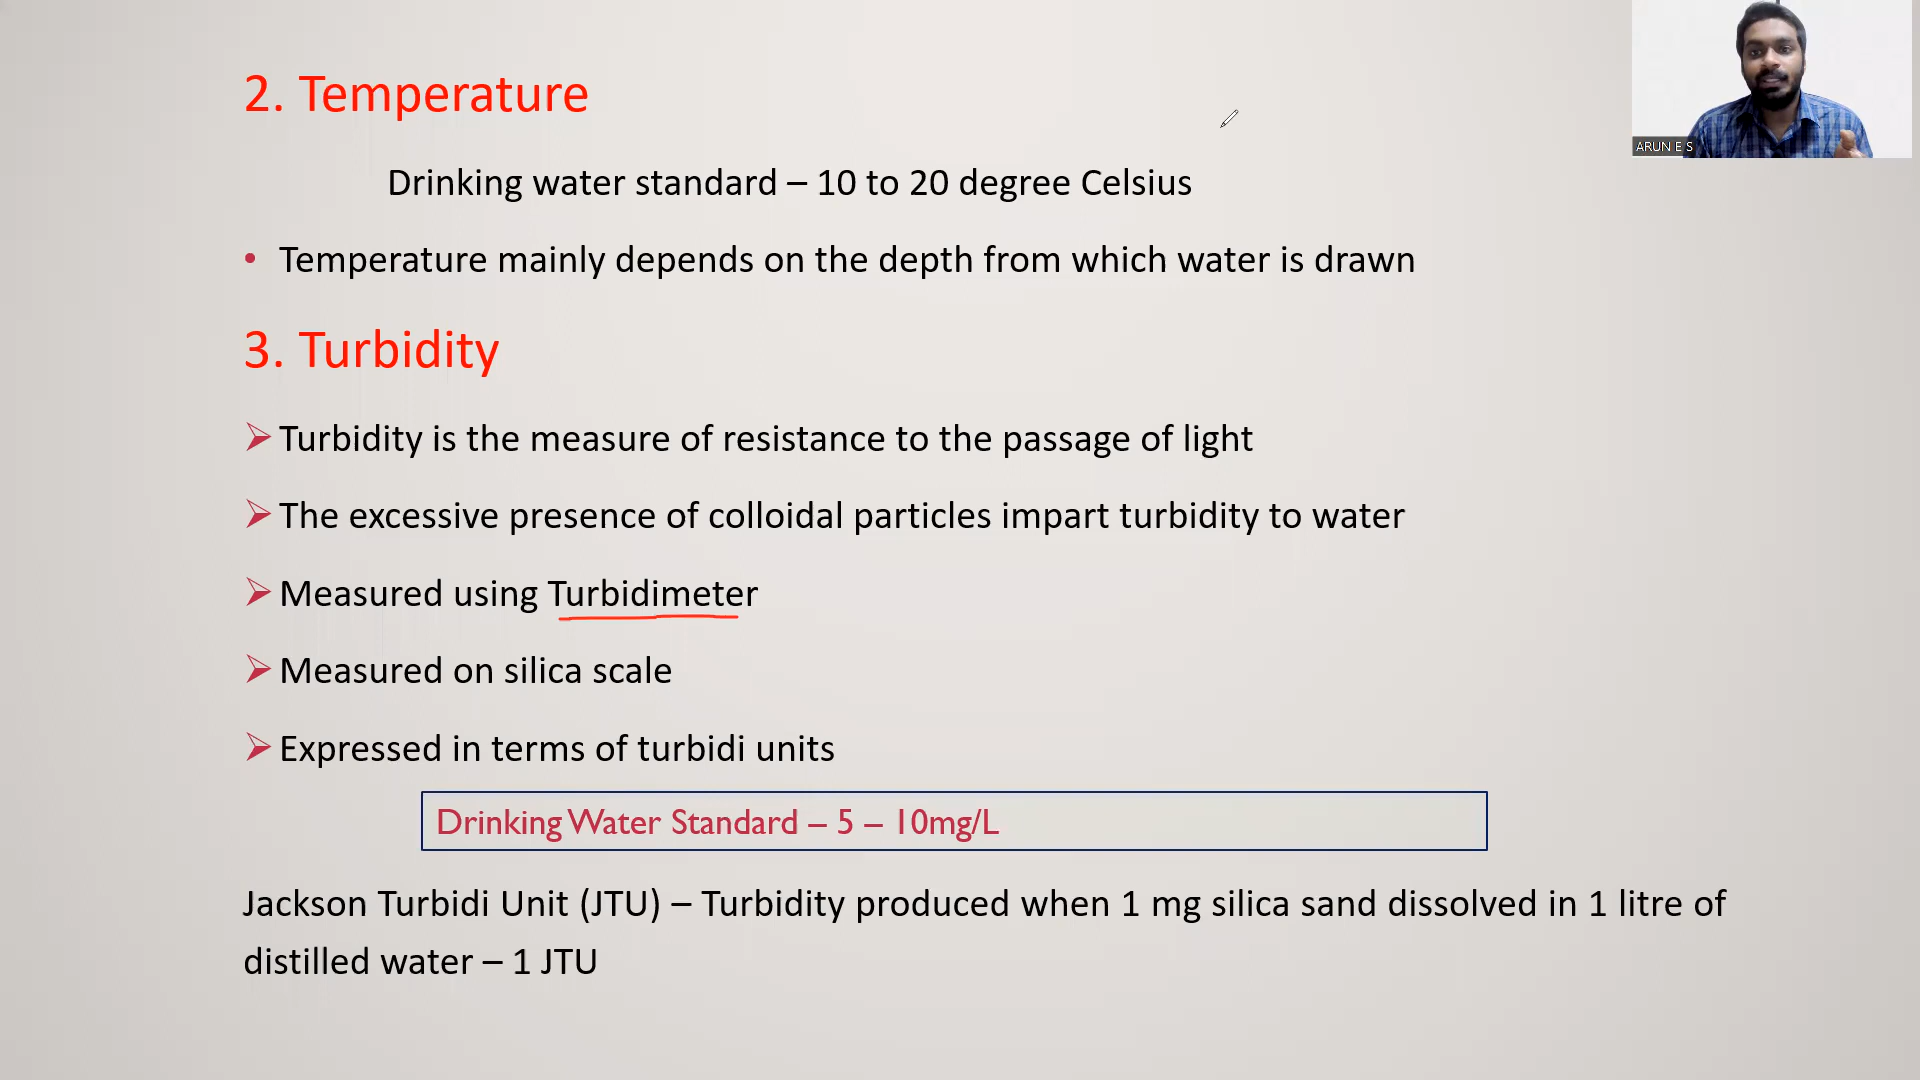 2. Temperature
ARUN E S
Drinking water standard – 10 to 20 degree Celsius
• Temperature mainly depends on the depth from which water is drawn
3. Turbidity
➢ Turbidity is the measure of resistance to the passage of light
➢ The excessive presence of colloidal particles impart turbidity to water
➢ Measured using Turbidimeter
➢ Measured on silica scale
➢ Expressed in terms of turbidi units
Drinking Water Standard – 5 – 10mg/L
Jackson Turbidi Unit (JTU) – Turbidity produced when 1 mg silica sand dissolved in 1 litre of
distilled water – 1 JTU